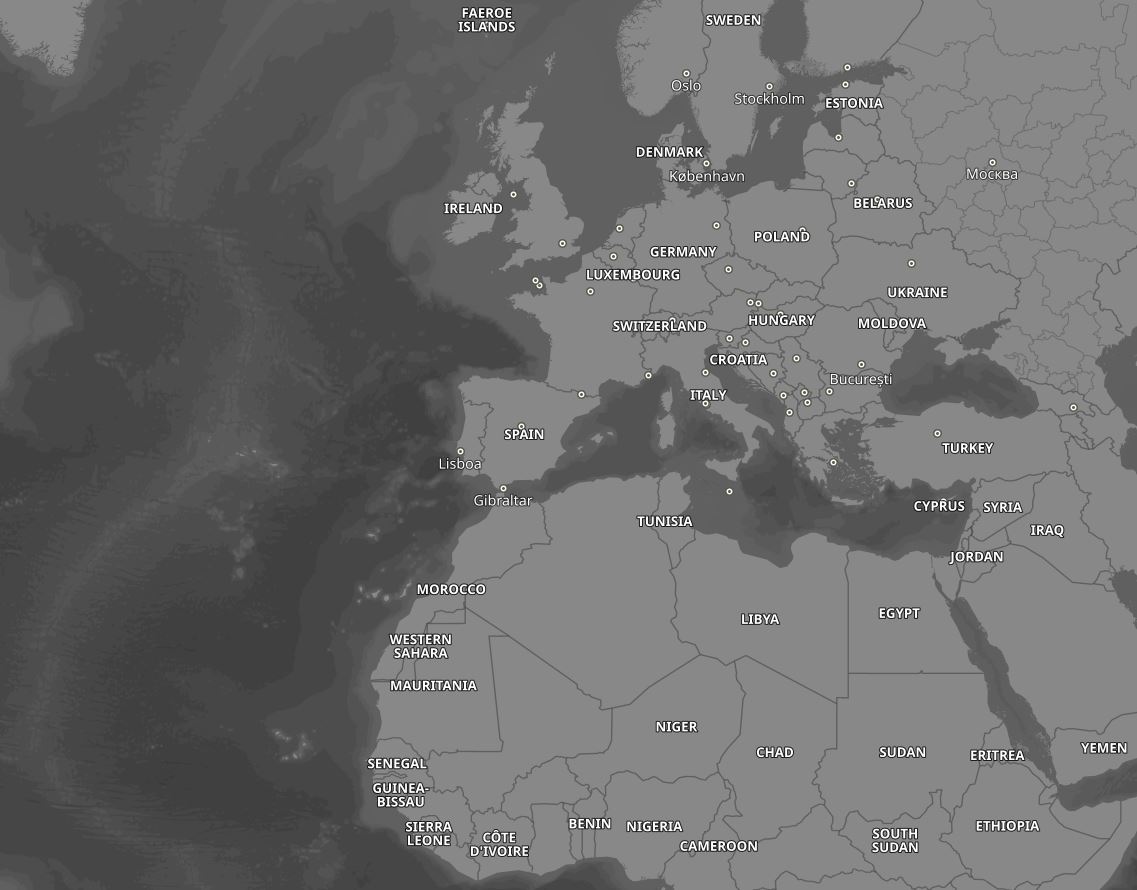 FAEROE
ISLANDS
SWEDEN
Oslo
Stockholm
ESTONIA
DENMARK
København
Москва
IRELAND
BELARUS
POLAND
GERMANY
LUXEMBOURG
UKRAINE
SWITZERLAND
HUNGARY
MOLDOVA
CROATIA
București
ITALY
SPAIN
TURKEY
Lisboa
Gibraltar
CYPRUS
SYRIA
TUNISIA
IRAQ
JORDAN
MOROCCO
LIBYA
EGYPT
WESTERN
SAHARA
MAURITANIA
NIGER
CHAD
SUDAN
ERITREA
YEMEN
SENEGAL
GUINEA-
BISSAU
SIERRA
LEONE
CÔTE
D'IVOIRE
BENIN
NIGERIA
CAMEROON
SOUTH
SUDAN
ETHIOPIA